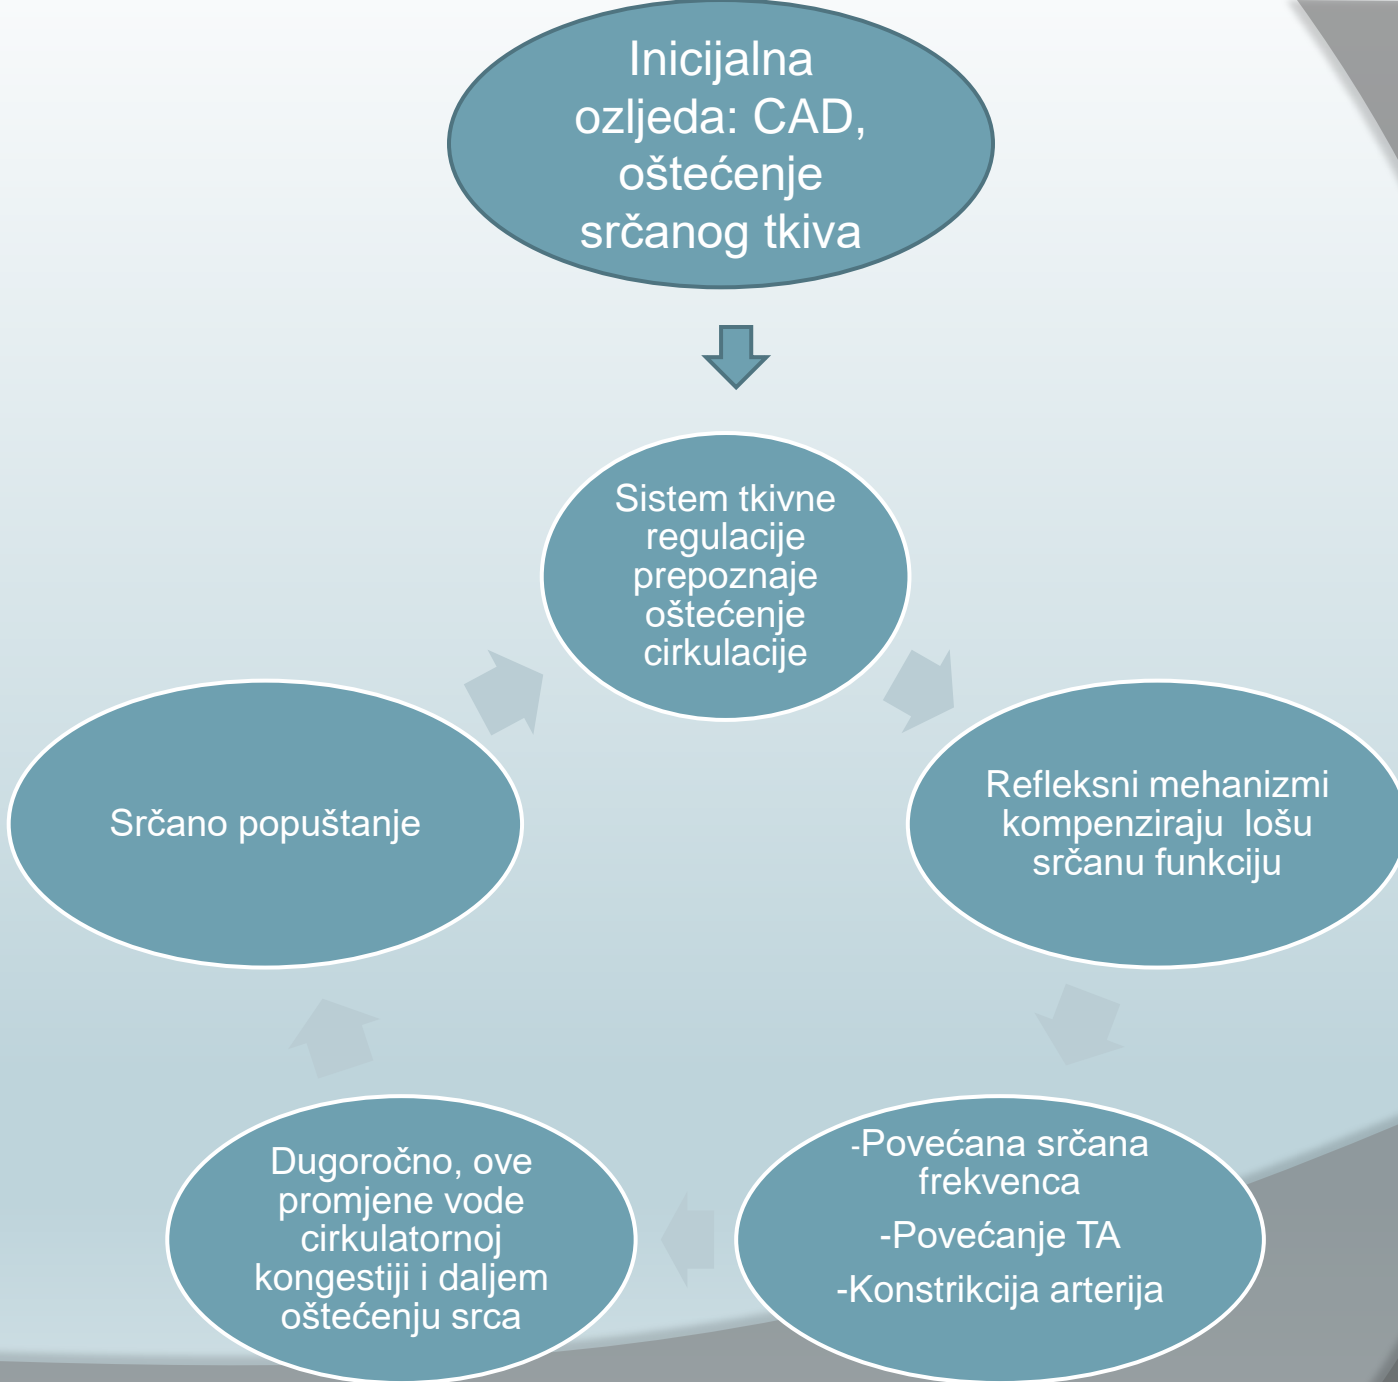 Inicijalna
ozljeda: CAD,
oštećenje
srčanog tkiva
Sistem tkivne
regulacije
prepoznaje
oštećenje
cirkulacije
Refleksni mehanizmi
kompenziraju  lošu
srčanu funkciju
-Povećana srčana
frekvenca
-Povećanje TA
-Konstrikcija arterija
Dugoročno, ove
promjene vode
cirkulatornoj
kongestiji i daljem
oštećenju srca
Srčano popuštanje